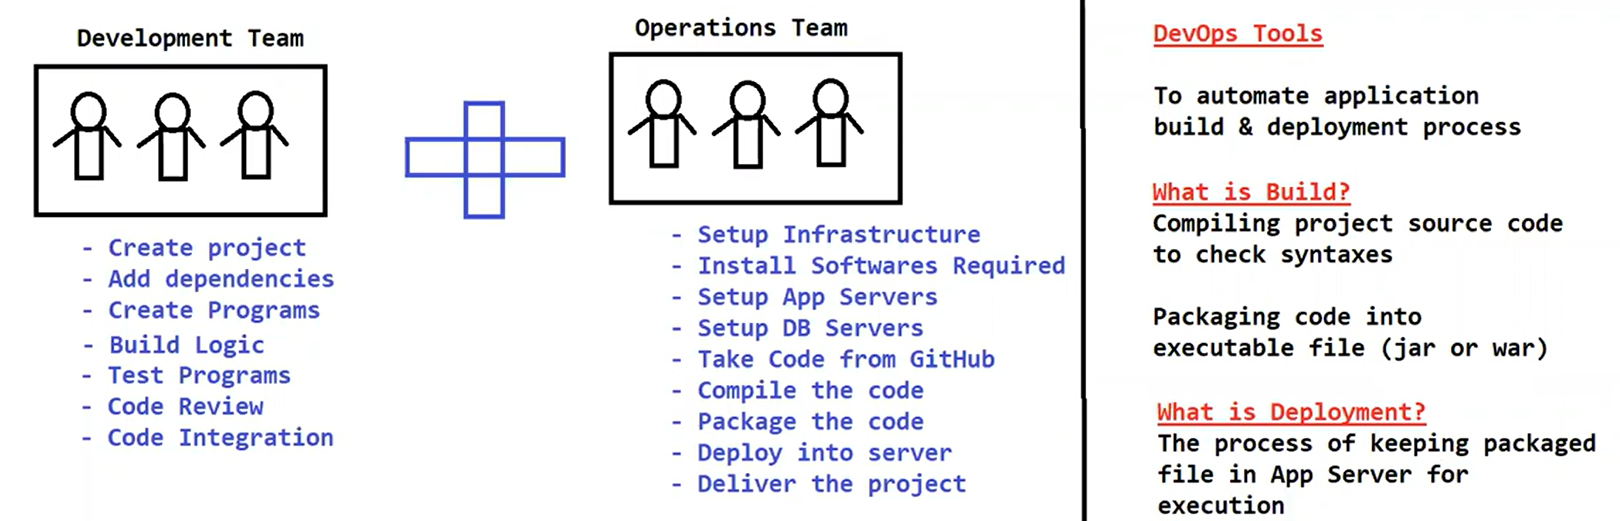 Development Team
- Create project
- Add dependencies
- Create Programs
- Build Logic
- Test Programs
- Code Review
- Code Integration
Operations Team
- Setup Infrastructure
- Install Softwares Required
- Setup App Servers
- Setup DB Servers
- Take Code from GitHub
- Compile the code
- Package the code
- Deploy into server
- Deliver the project
DevOps Tools
To automate application
build & deployment process
What is Build?
Compiling project source code
to check syntaxes
Packaging code into
executable file (jar or war)
What is Deployment?
The process of keeping packaged
file in App Server for
execution